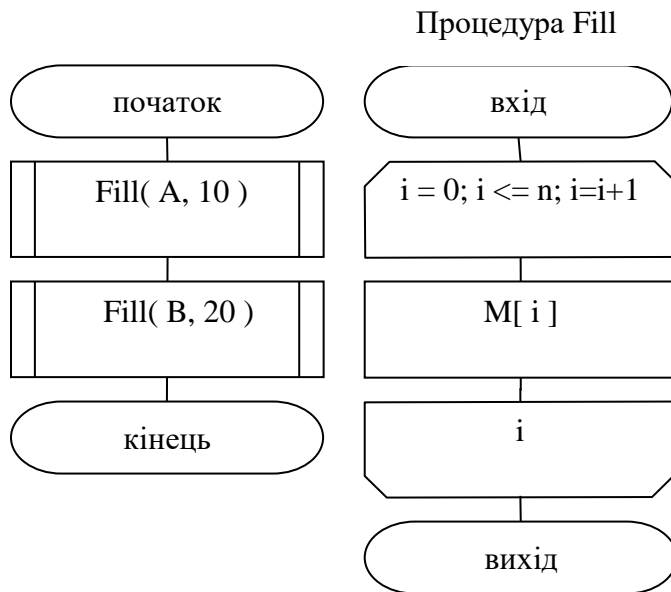 Процедура Fill
початок
Fill( A, 10 )
Fill( B, 20 )
кінець
вхід
i = 0; i <= n; i=i+1
M[ i ]
i
вихід